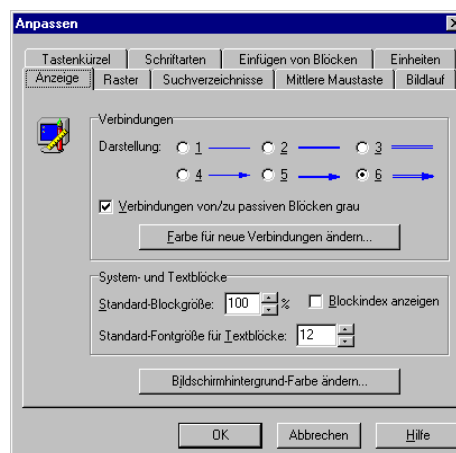 Anpassen
Tastenkürzel Schriftarten Einfügen von Blöcken Einheiten
Anzeige Raster Suchverzeichnisse Mittlere Maustaste Bildlauf
Verbindungen
Darstellung: 1 2 3
4 5 6
Verbindungen von/zu passiven Blöcken grau
Farbe für neue Verbindungen ändern...
System- und Textblöcke
Standard-Blockgröße: 100 % Blockindex anzeigen
Standard-Fontgröße für Textblöcke: 12
Bildschirmhintergrund-Farbe ändern...
OK Abbrechen Hilfe